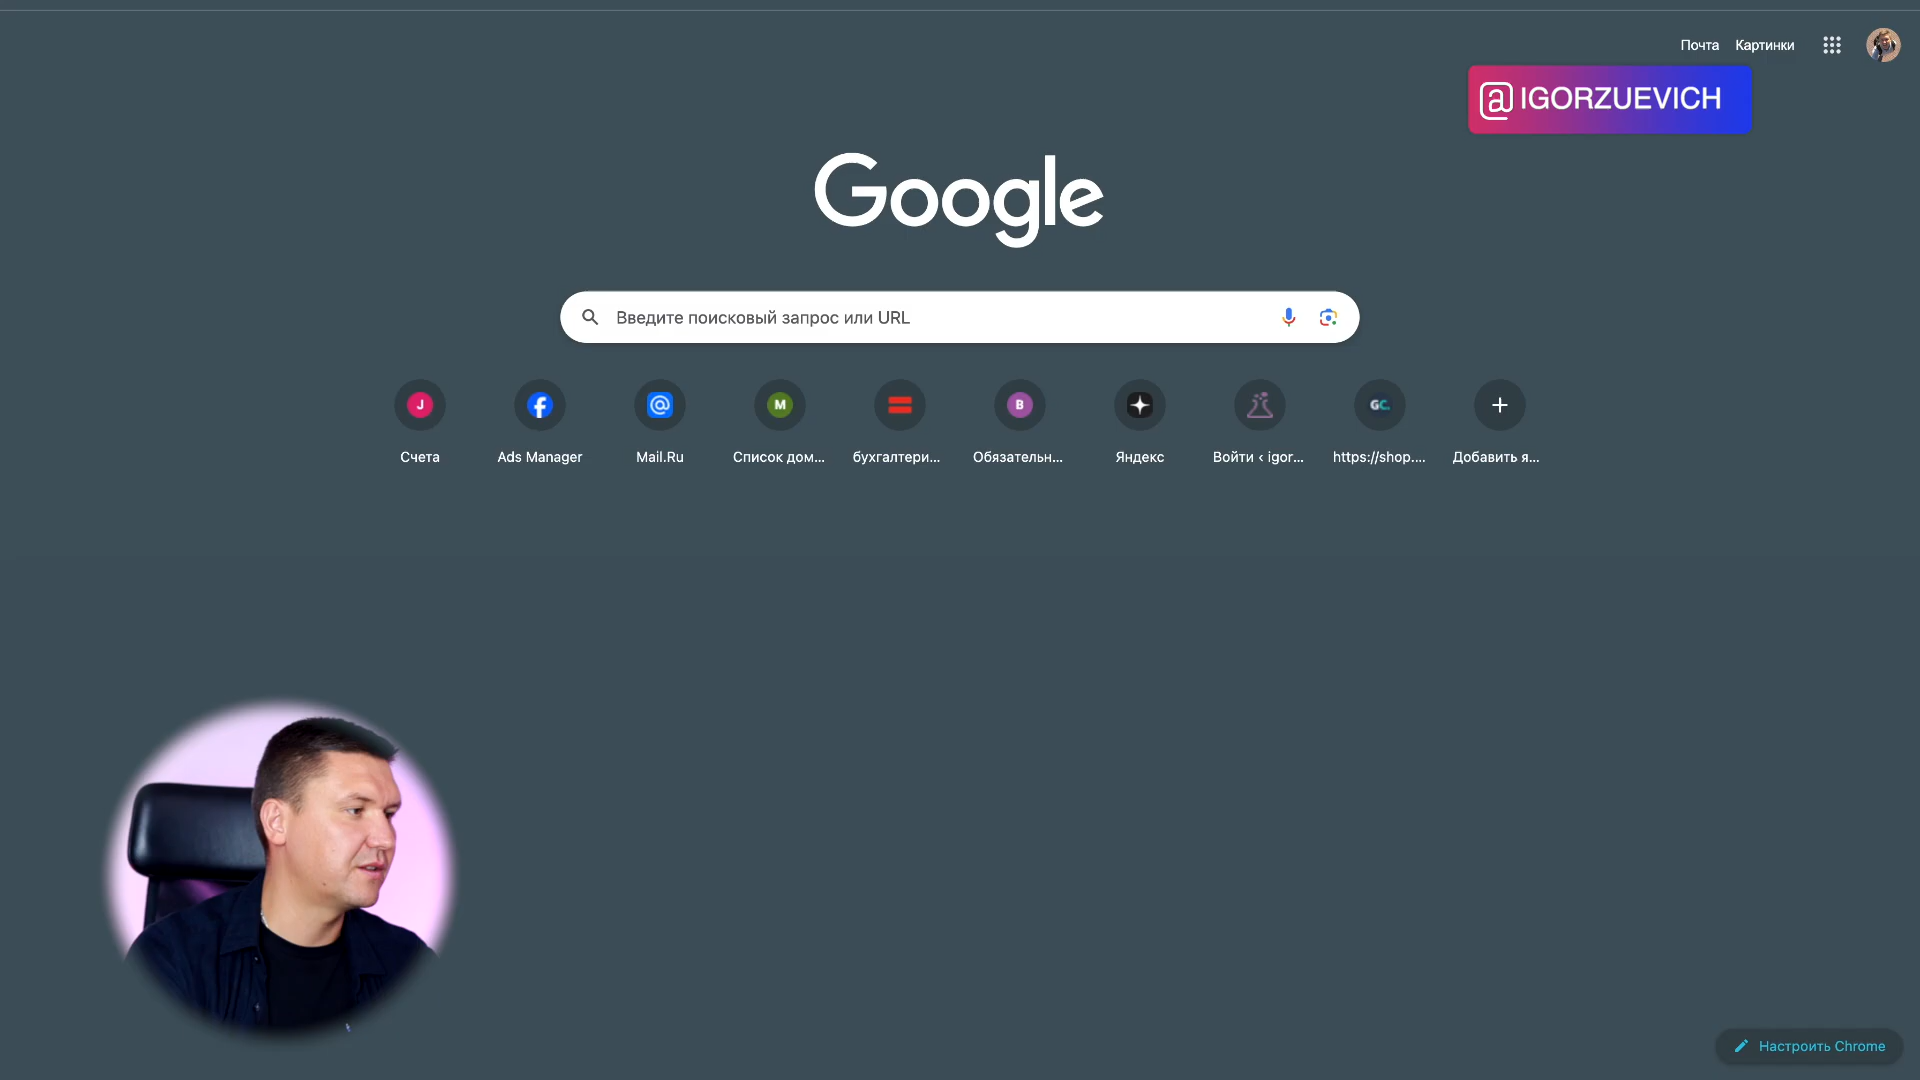 Почта Картинки
@IGORZUEVICH
Google
Введите поисковый запрос или URL
J
M
B
GC
Счета
Ads Manager
Mail.Ru
Список дом...
бухгалтери...
Обязательн...
Яндекс
Войти ‹ igor...
https://shop....
Добавить я...
Настроить Chrome